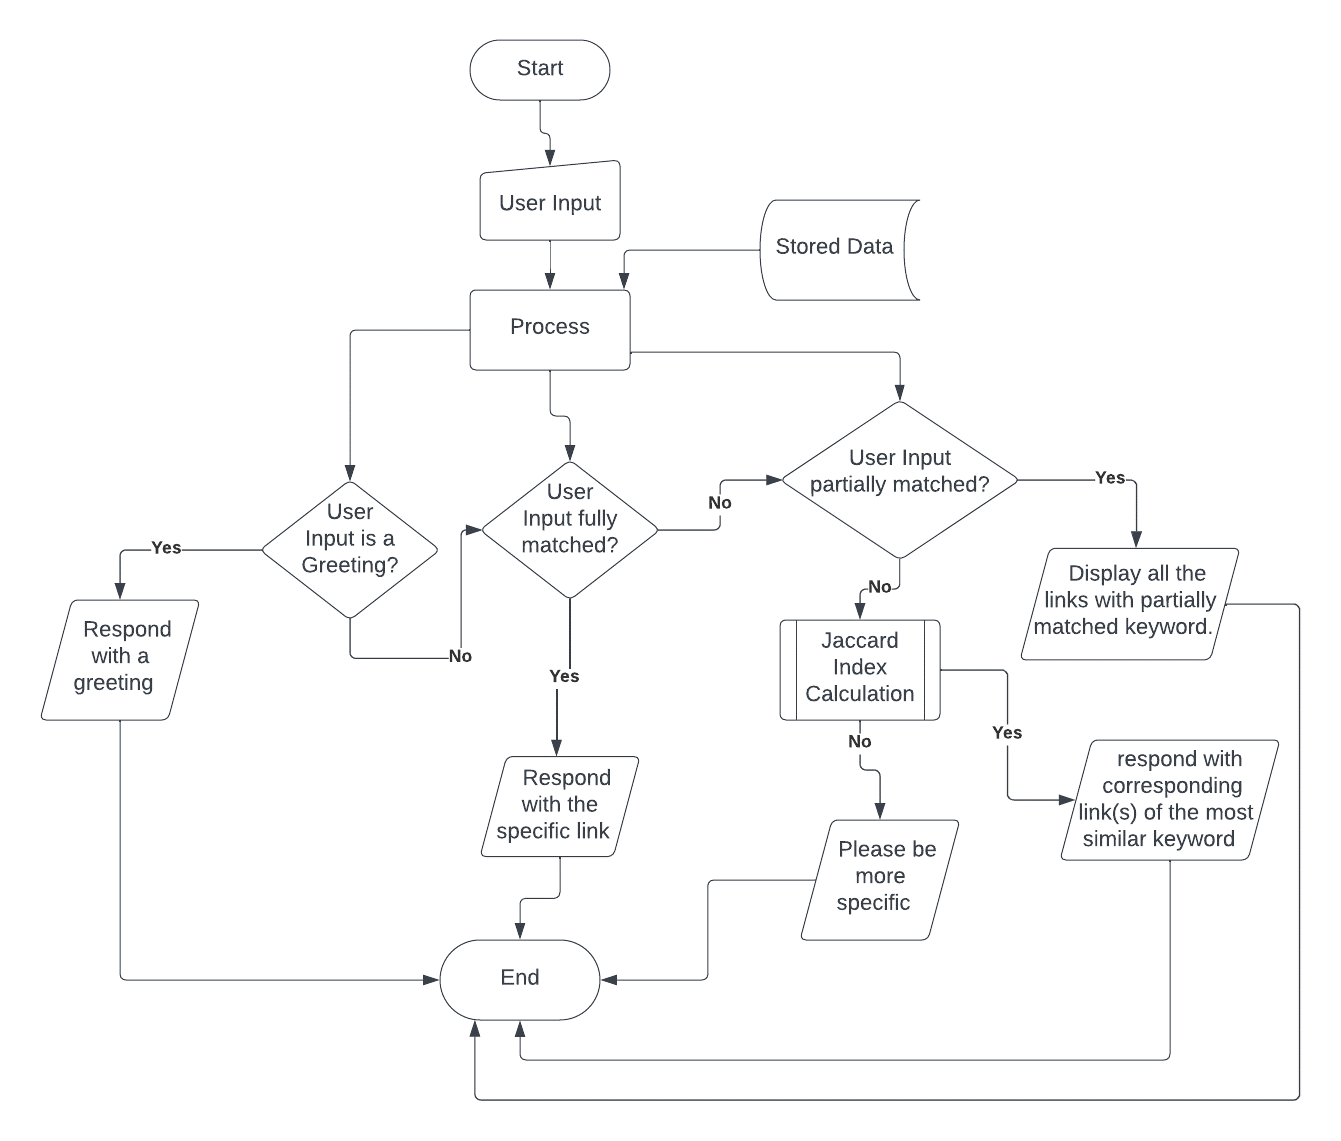 Start
User Input
Stored Data
Process
User
Input is a
Greeting?
User
Input fully
matched?
User Input
partially matched?
Yes
No
No
Yes
Yes
No
Respond
with a
greeting
Display all the
links with partially
matched keyword.
Jaccard
Index
Calculation
No
Yes
Respond
with the
specific link
Please be
more
specific
respond with
corresponding
link(s) of the most
similar keyword
End